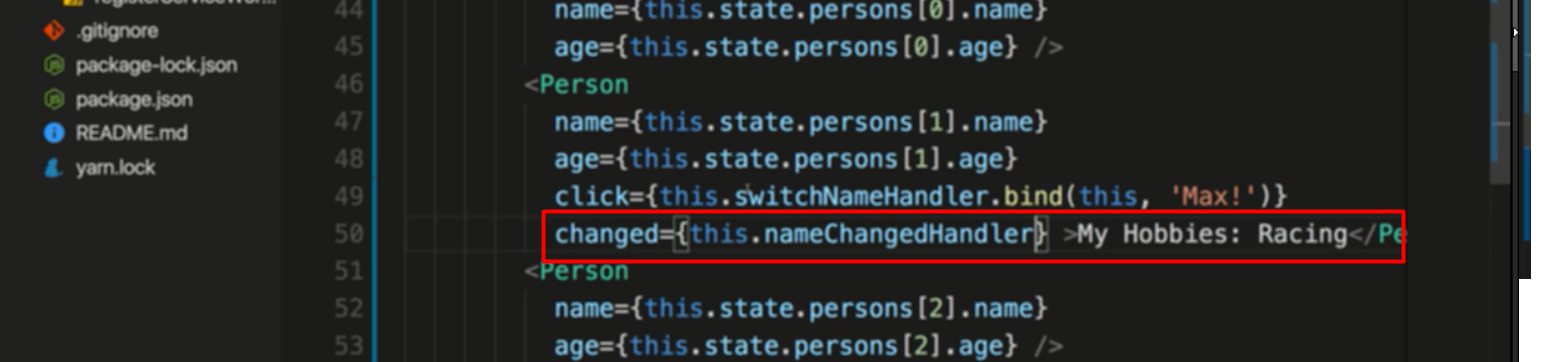 registerServiceWor...
.gitignore
package-lock.json
package.json
README.md
yarn.lock
44 name={this.state.persons[0].name}
45 age={this.state.persons[0].age} />
46 <Person
47 name={this.state.persons[1].name}
48 age={this.state.persons[1].age}
49 click={this.switchNameHandler.bind(this, 'Max!')}
50 changed={this.nameChangedHandler} >My Hobbies: Racing</Pe
51 <Person
52 name={this.state.persons[2].name}
53 age={this.state.persons[2].age} />